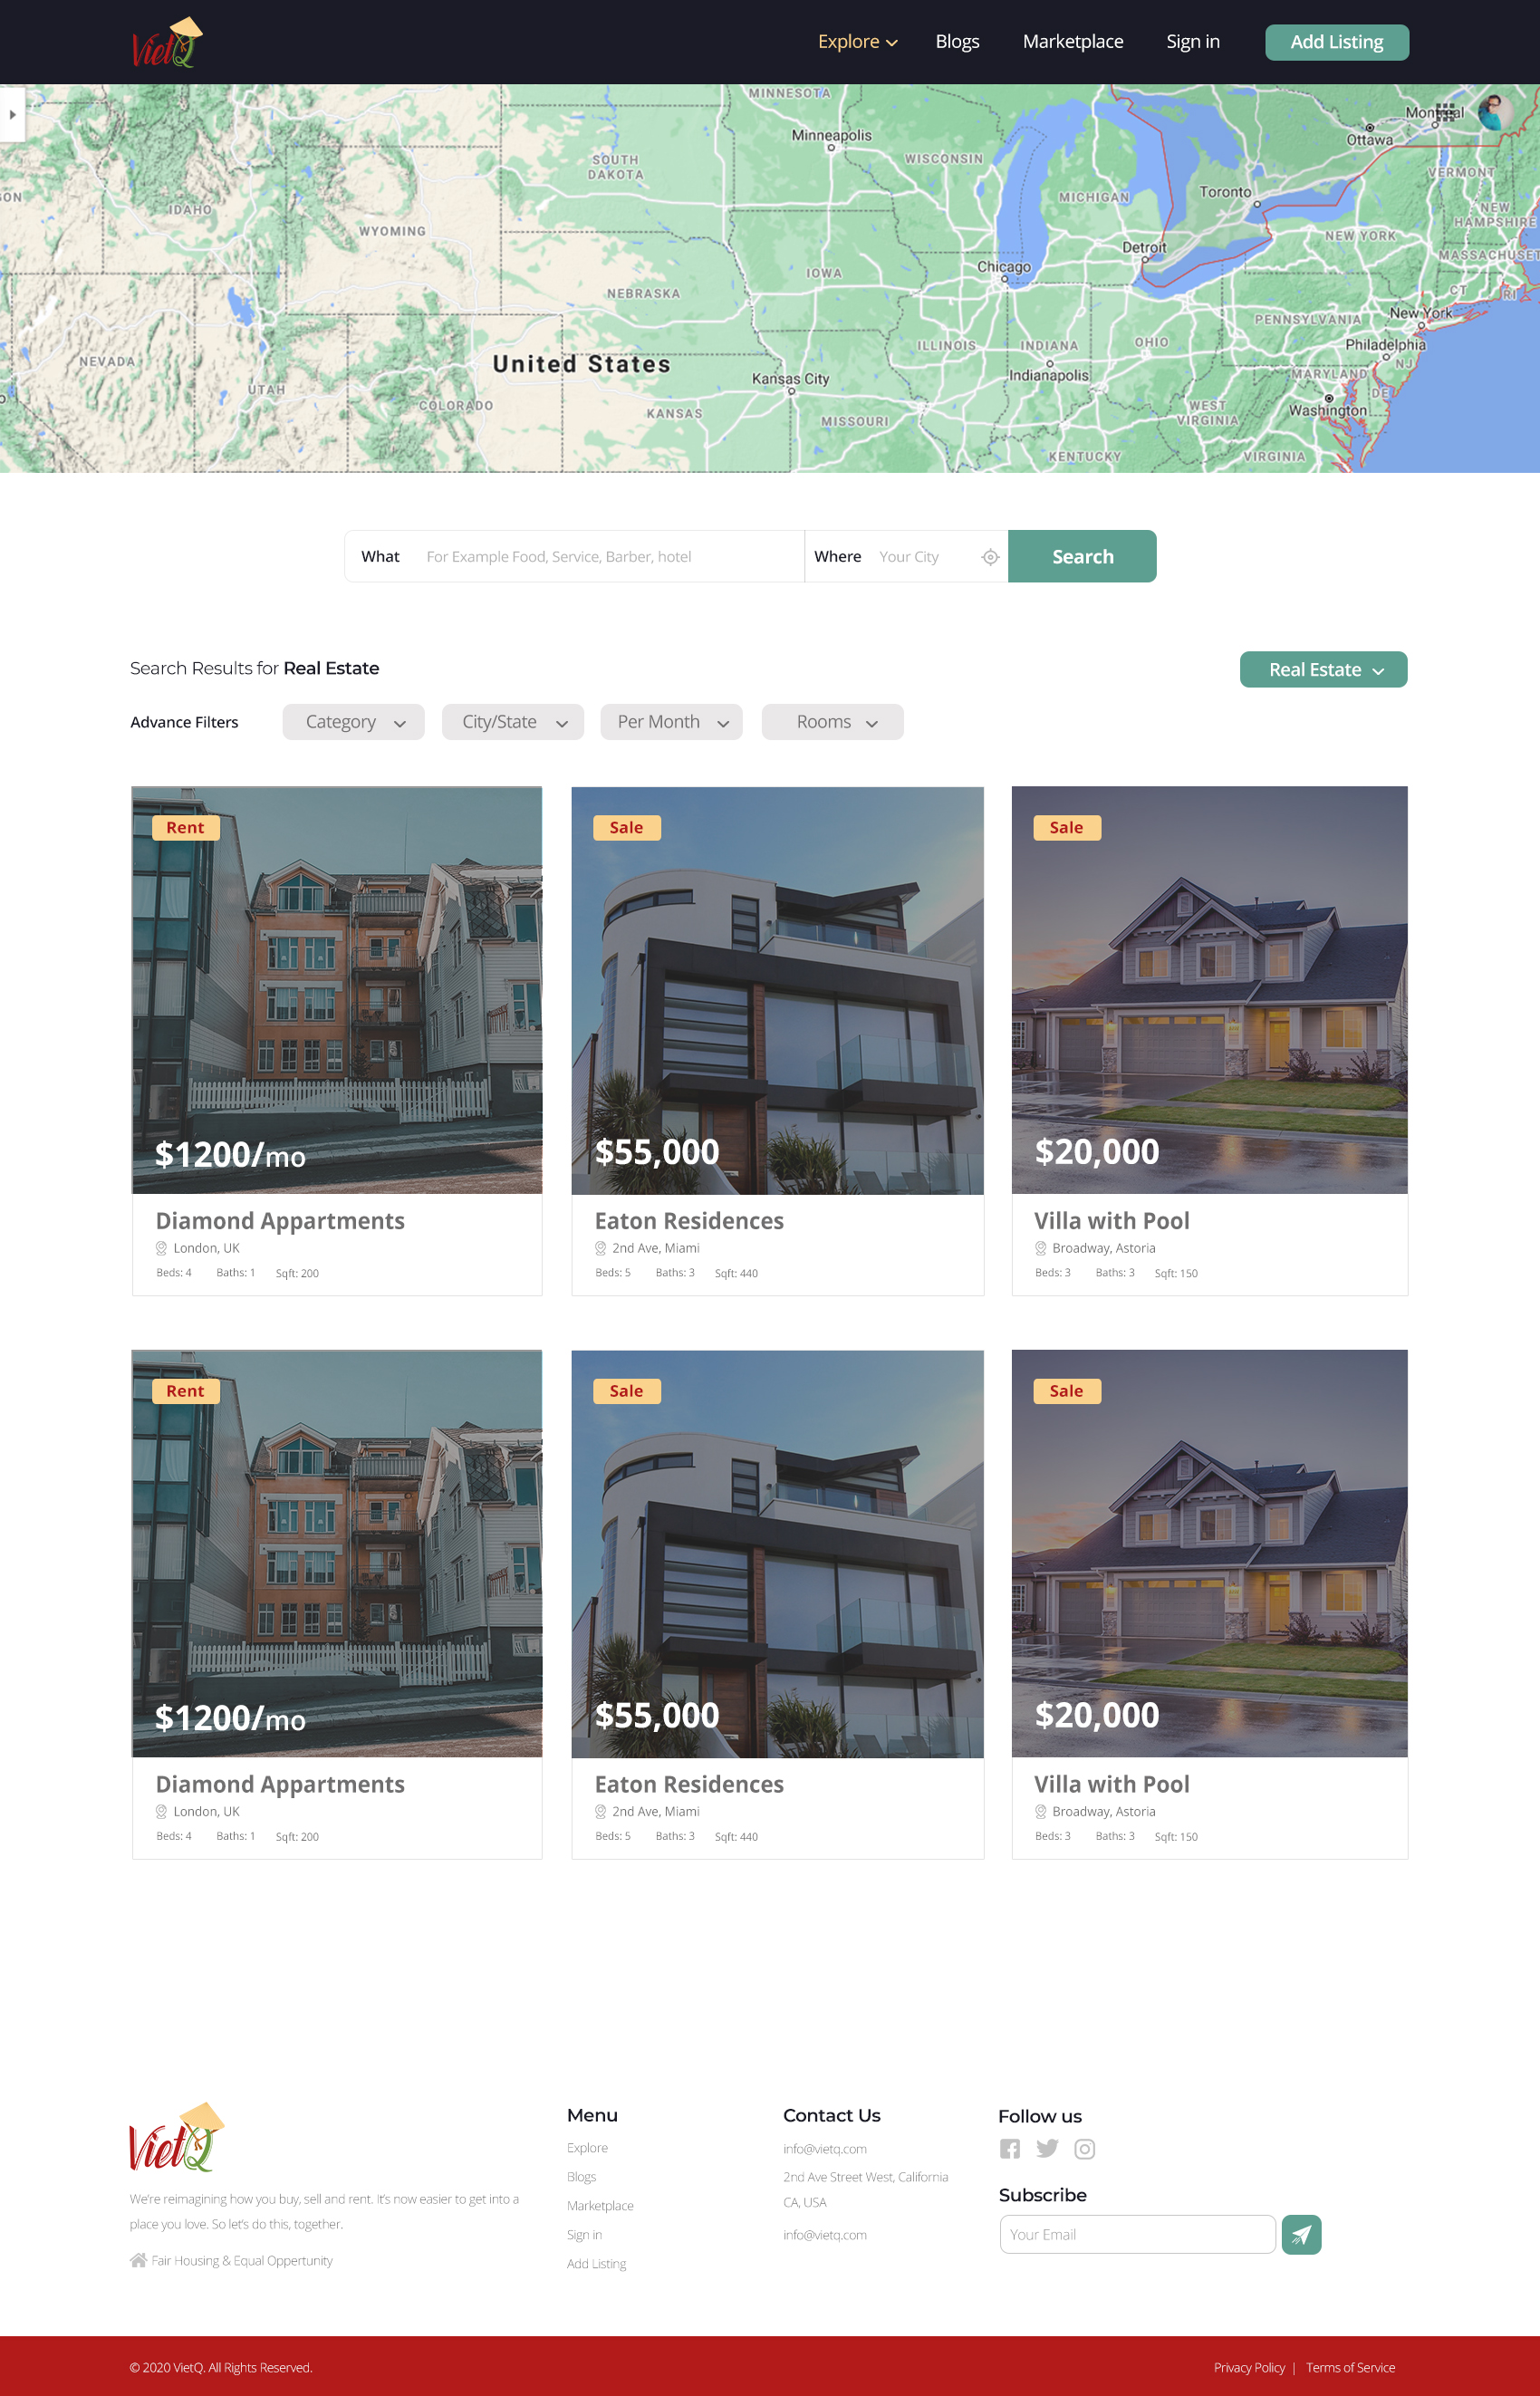 VietQ
Explore Blogs Marketplace Sign in Add Listing
MINNESOTA
Montreal
Minneapolis
Ottawa
SOUTH
DAKOTA
WISCONSIN
VERMONT
MICHIGAN
Toronto
IDAHO
NEW
HAMPSHIRE
WYOMING
NEW YORK
Detroit
MASSACHUSET
Chicago
IOWA
NEBRASKA
CT
RI
New York
PENNSYLVANIA
OHIO
ILLINOIS
INDIANA
Philadelphia
NEVADA
United States
NJ
Indianapolis
MARYLAND
Kansas City
UTAH
DE
COLORADO
WEST
VIRGINIA
Washington
KANSAS
MISSOURI
KENTUCKY
VIRGINIA
What For Example Food, Service, Barber, hotel Where Your City Search
Search Results for Real Estate
Real Estate
Advance Filters Category City/State Per Month Rooms
Rent
$1200/mo
Diamond Appartments
London, UK
Beds: 4 Baths: 1 Sqft: 200
Sale
$55,000
Eaton Residences
2nd Ave, Miami
Beds: 5 Baths: 3 Sqft: 440
Sale
$20,000
Villa with Pool
Broadway, Astoria
Beds: 3 Baths: 3 Sqft: 150
Rent
$1200/mo
Diamond Appartments
London, UK
Beds: 4 Baths: 1 Sqft: 200
Sale
$55,000
Eaton Residences
2nd Ave, Miami
Beds: 5 Baths: 3 Sqft: 440
Sale
$20,000
Villa with Pool
Broadway, Astoria
Beds: 3 Baths: 3 Sqft: 150
VietQ
We're reimagining how you buy, sell and rent. It's now easier to get into a
place you love. So let's do this, together.
Fair Housing & Equal Oppertunity
Menu
Explore
Blogs
Marketplace
Sign in
Add Listing
Contact Us
info@vietq.com
2nd Ave Street West, California
CA, USA
info@vietq.com
Follow us
Subscribe
Your Email
© 2020 VietQ. All Rights Reserved.
Privacy Policy | Terms of Service